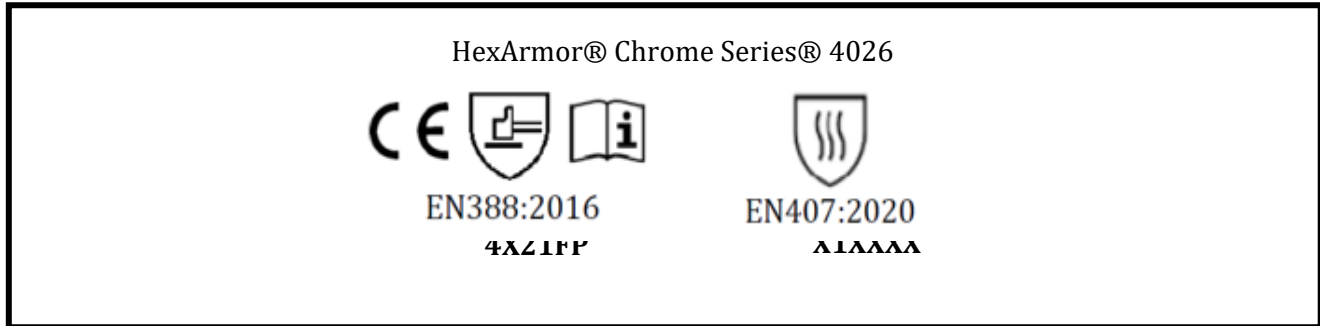 HexArmor® Chrome Series® 4026
CE i
EN388:2016 EN407:2020
4X21FP X1XXXX